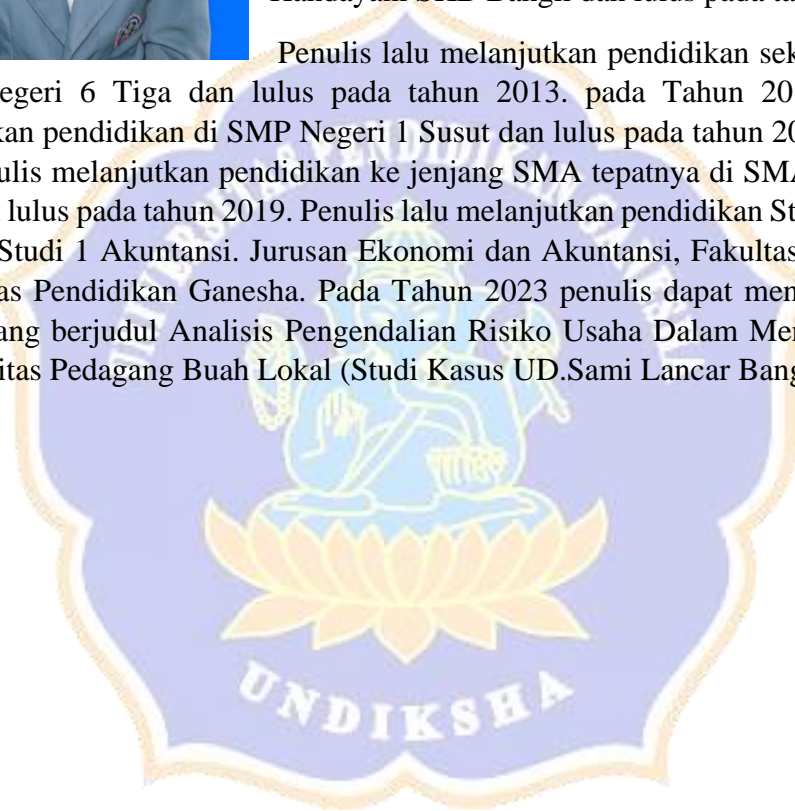 Penulis lalu melanjutkan pendidikan sek
egeri 6 Tiga dan lulus pada tahun 2013. pada Tahun 20
kan pendidikan di SMP Negeri 1 Susut dan lulus pada tahun 20
ulis melanjutkan pendidikan ke jenjang SMA tepatnya di SMA
lulus pada tahun 2019. Penulis lalu melanjutkan pendidikan St
Studi 1 Akuntansi. Jurusan Ekonomi dan Akuntansi, Fakultas
as Pendidikan Ganesha. Pada Tahun 2023 penulis dapat men
ang berjudul Analisis Pengendalian Risiko Usaha Dalam Me
itas Pedagang Buah Lokal (Studi Kasus UD.Sami Lancar Bang
UNIVERSITAS PENDIDIKAN GANESHA
UNDIKSHA